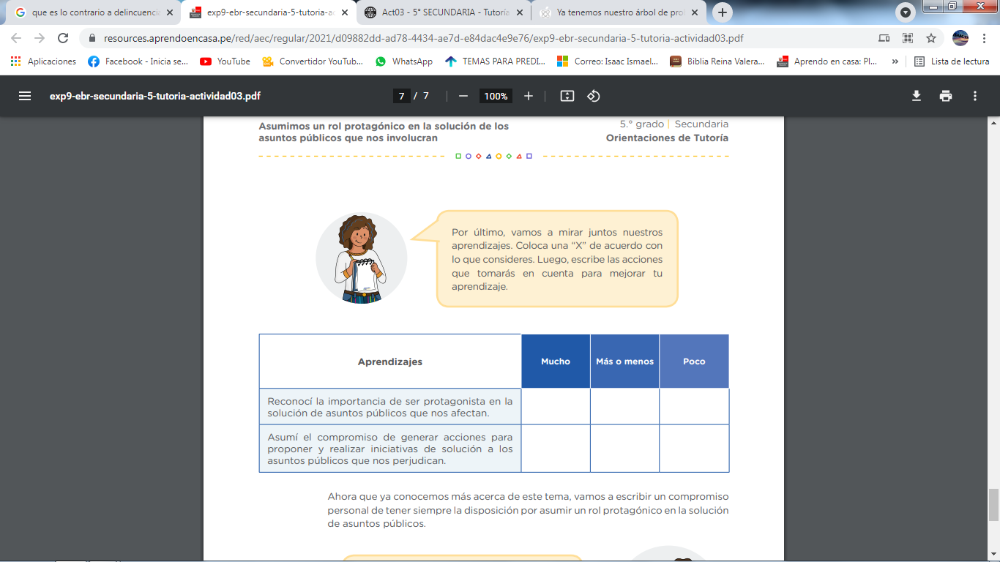 que es lo contrario a delincuencia
exp9-ebr-secundaria-5-tutoria-ac
Act03 - 5° SECUNDARIA - Tutoría
Ya tenemos nuestro árbol de pro
resources.aprendoencasa.pe/red/aec/regular/2021/d09882dd-ad78-4434-ae7d-e84dac4e9e76/exp9-ebr-secundaria-5-tutoria-actividad03.pdf
Aplicaciones
Facebook - Inicia se...
YouTube
Convertidor YouTub...
WhatsApp
TEMAS PARA PREDI...
Correo: Isaac Ismael...
Biblia Reina Valera...
Aprendo en casa: Pl...
»
Lista de lectura
exp9-ebr-secundaria-5-tutoria-actividad03.pdf
7 / 7
100%
Asumimos un rol protagónico en la solución de los
asuntos públicos que nos involucran
5.° grado | Secundaria
Orientaciones de Tutoría
Por último, vamos a mirar juntos nuestros
aprendizajes. Coloca una “X” de acuerdo con
lo que consideres. Luego, escribe las acciones
que tomarás en cuenta para mejorar tu
aprendizaje.
Aprendizajes
Mucho
Más o menos
Poco
Reconocí la importancia de ser protagonista en la
solución de asuntos públicos que nos afectan.
Asumí el compromiso de generar acciones para
proponer y realizar iniciativas de solución a los
asuntos públicos que nos perjudican.
Ahora que ya conocemos más acerca de este tema, vamos a escribir un compromiso
personal de tener siempre la disposición por asumir un rol protagónico en la solución
de asuntos públicos.